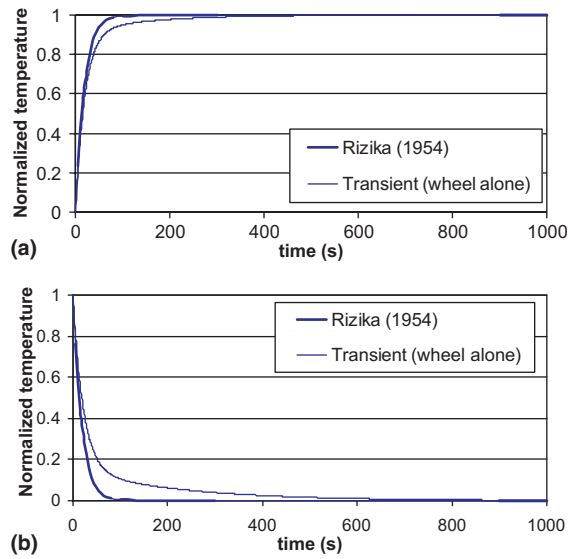 Normalized temperature
1
0.8
0.6
0.4
0.2
0
Rizika (1954)
Transient (wheel alone)
0 200 400 600 800 1000
(a) time (s)
Normalized temperature
1
0.8
0.6
0.4
0.2
0
Rizika (1954)
Transient (wheel alone)
0 200 400 600 800 1000
(b) time (s)